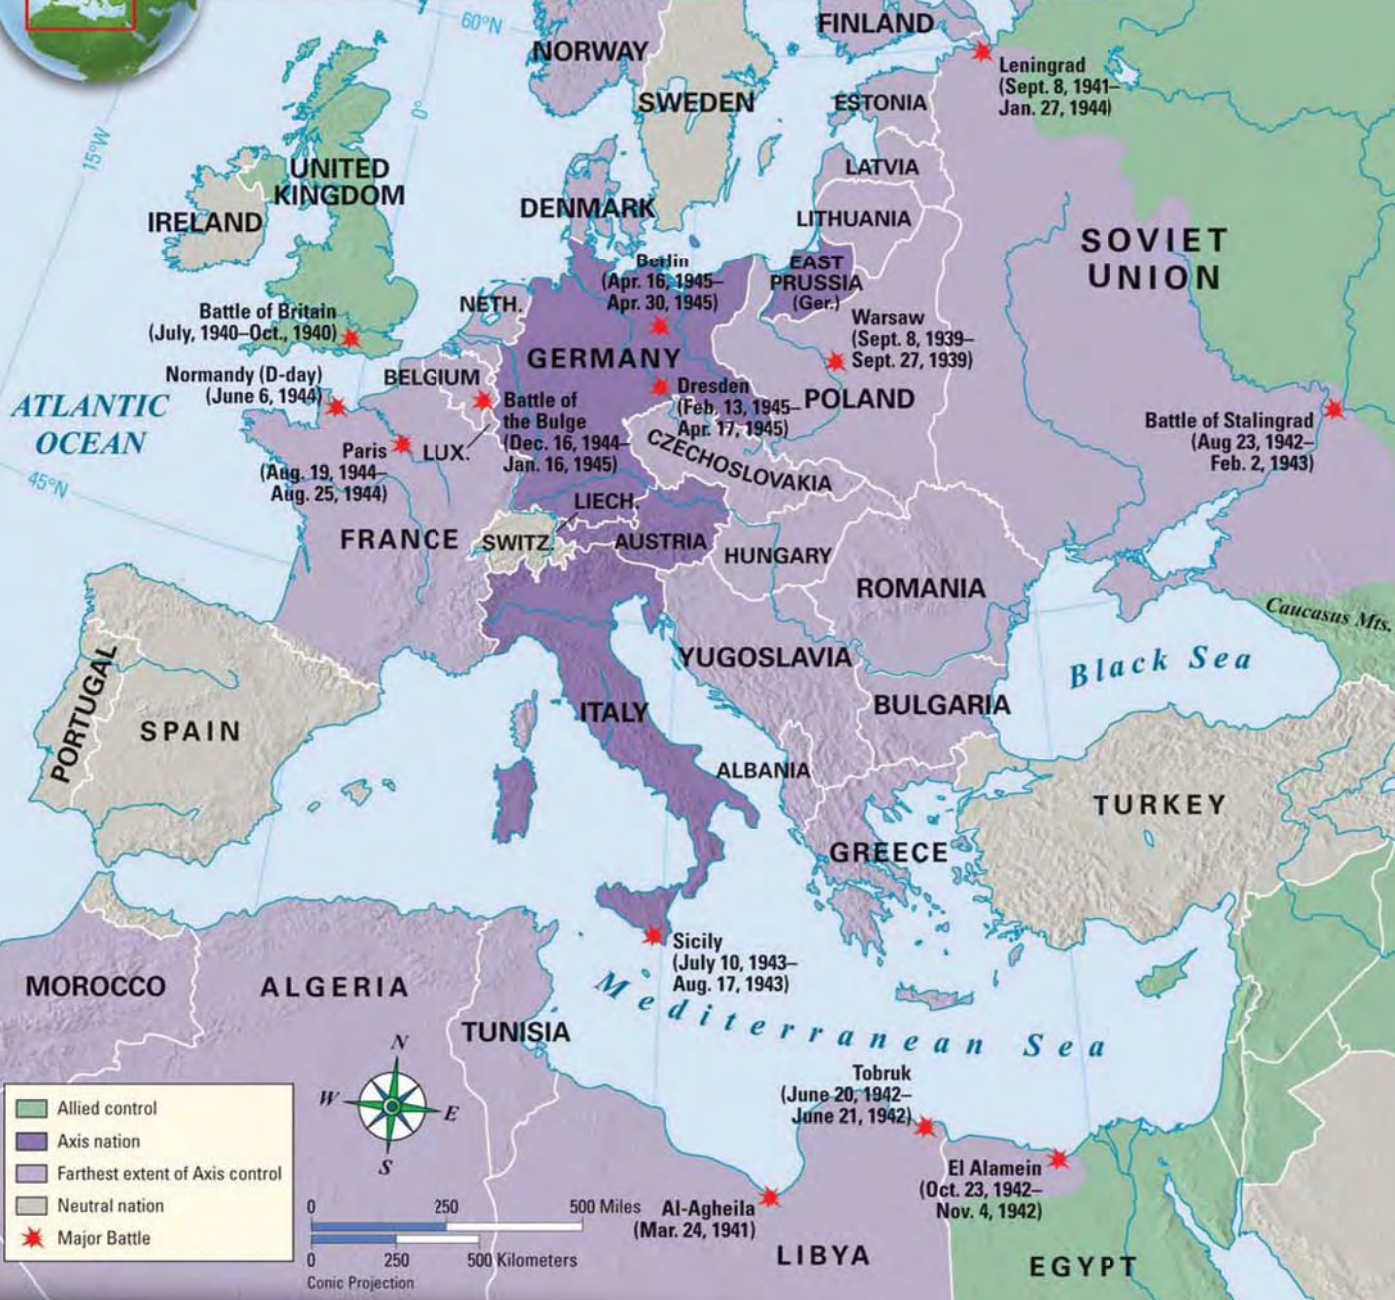 60°N
FINLAND
NORWAY
Leningrad
(Sept. 8, 1941–
Jan. 27, 1944)
SWEDEN
ESTONIA
0°
15°W
LATVIA
UNITED
KINGDOM
IRELAND
DENMARK
LITHUANIA
SOVIET
UNION
Berlin
(Apr. 16, 1945–
Apr. 30, 1945)
EAST
PRUSSIA
(Ger.)
NETH.
Battle of Britain
(July, 1940–Oct., 1940)
Warsaw
(Sept. 8, 1939–
Sept. 27, 1939)
GERMANY
Normandy (D-day)
(June 6, 1944)
BELGIUM
Battle of
the Bulge
(Dec. 16, 1944–
Jan. 16, 1945)
Dresden
(Feb. 13, 1945–
Apr. 17, 1945)
POLAND
ATLANTIC
OCEAN
Battle of Stalingrad
(Aug 23, 1942–
Feb. 2, 1943)
Paris
(Aug. 19, 1944–
Aug. 25, 1944)
LUX.
CZECHOSLOVAKIA
45°N
LIECH.
FRANCE
SWITZ.
AUSTRIA
HUNGARY
ROMANIA
Caucasus Mts.
YUGOSLAVIA
Black Sea
PORTUGAL
SPAIN
ITALY
BULGARIA
ALBANIA
TURKEY
GREECE
Sicily
(July 10, 1943–
Aug. 17, 1943)
MOROCCO
ALGERIA
TUNISIA
Mediterranean Sea
Tobruk
(June 20, 1942–
June 21, 1942)
El Alamein
(Oct. 23, 1942–
Nov. 4, 1942)
Al-Agheila
(Mar. 24, 1941)
LIBYA
EGYPT
N
W
E
S
Allied control
Axis nation
Farthest extent of Axis control
Neutral nation
Major Battle
0 250 500 Miles
0 250 500 Kilometers
Conic Projection